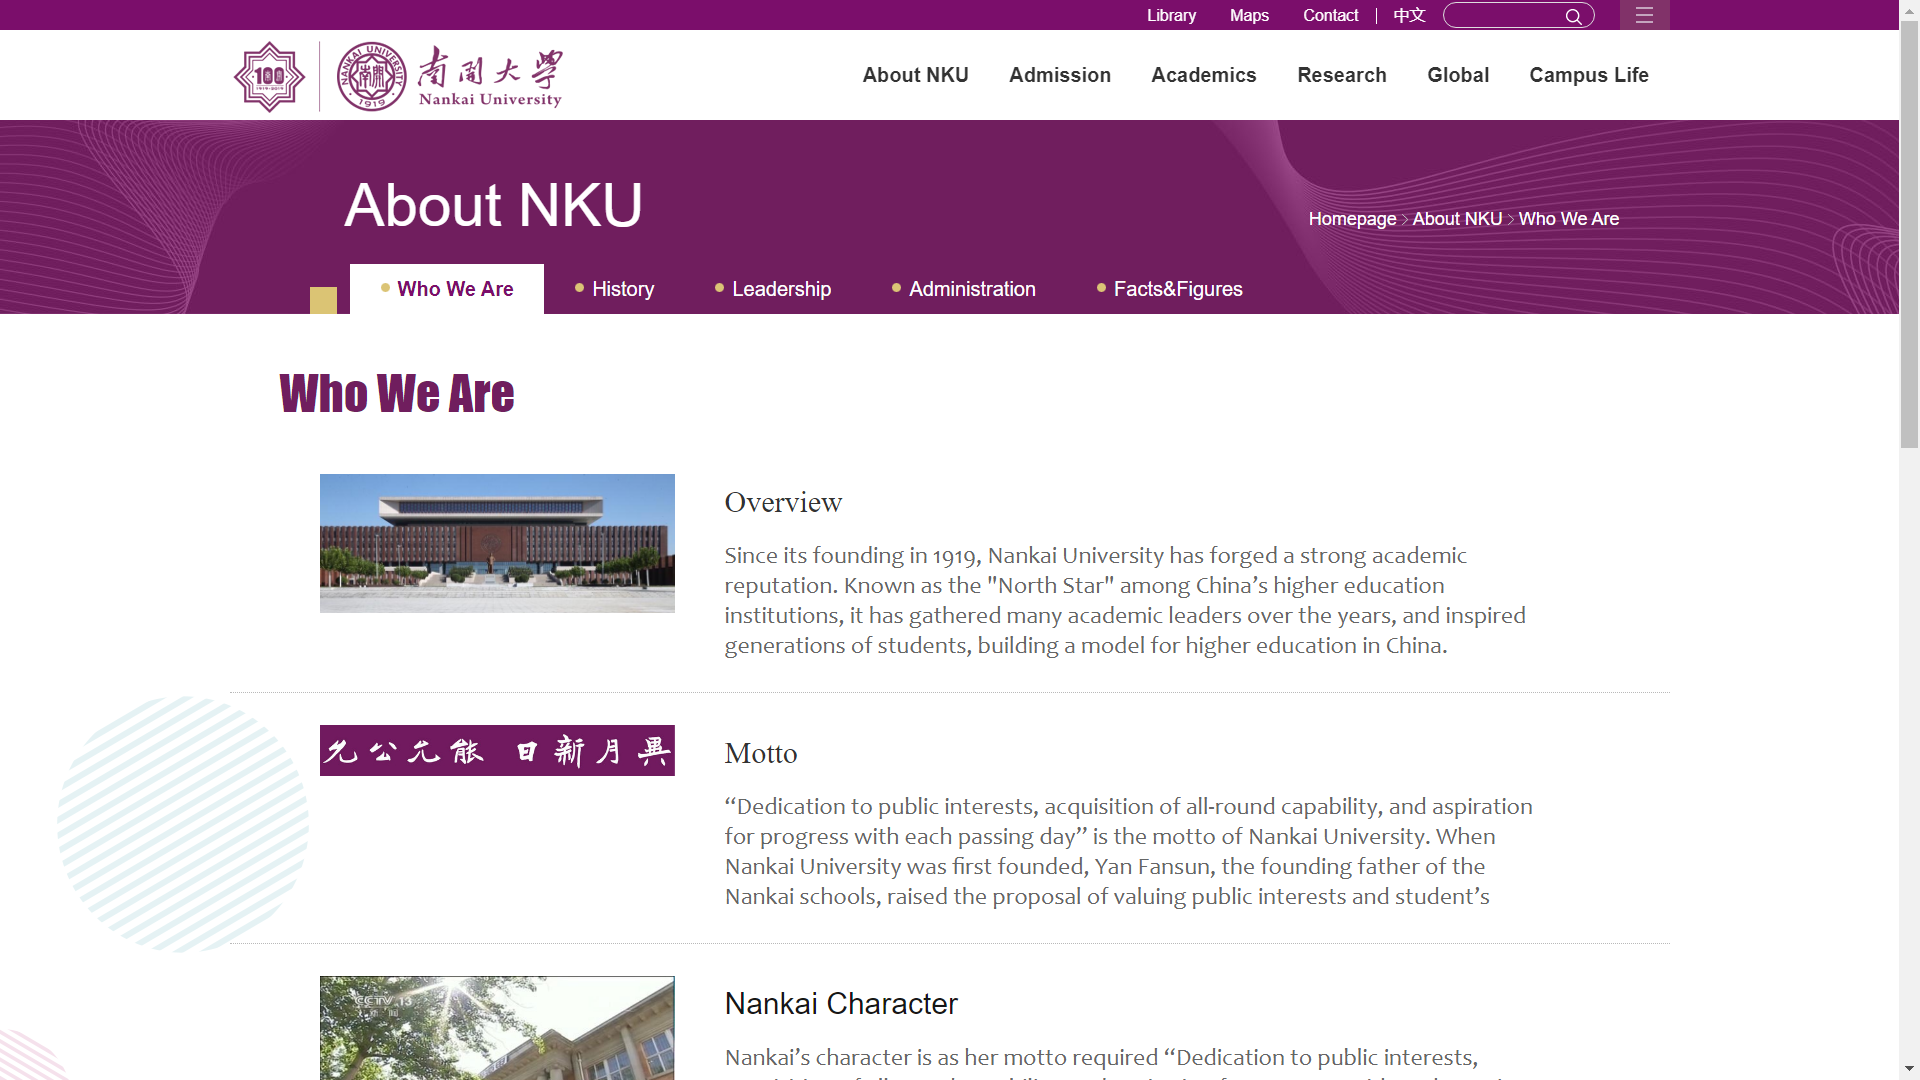 Library Maps Contact 中文
100 1919-2019 NANKAI UNIVERSITY 1919 南開大學
Nankai University
About NKU Admission Academics Research Global Campus Life
About NKU
Homepage > About NKU > Who We Are
Who We Are History Leadership Administration Facts&Figures
Who We Are
Overview
Since its founding in 1919, Nankai University has forged a strong academic
reputation. Known as the "North Star" among China’s higher education
institutions, it has gathered many academic leaders over the years, and inspired
generations of students, building a model for higher education in China.
允公允能 日新月異
Motto
“Dedication to public interests, acquisition of all-round capability, and aspiration
for progress with each passing day” is the motto of Nankai University. When
Nankai University was first founded, Yan Fansun, the founding father of the
Nankai schools, raised the proposal of valuing public interests and student’s
CCTV 13
新闻
Nankai Character
Nankai’s character is as her motto required “Dedication to public interests,